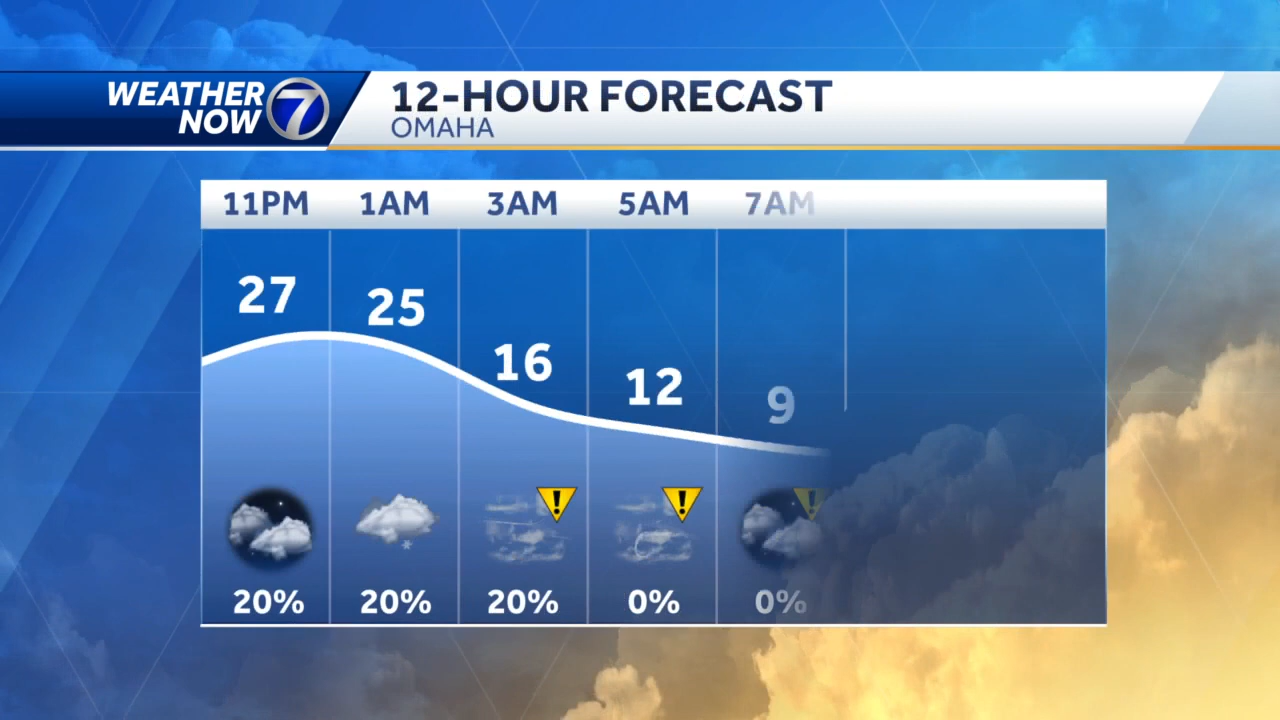 WEATHER
NOW 7
12-HOUR FORECAST
OMAHA
11PM 1AM 3AM 5AM 7AM
27 25 16 12 9
! ! !
20% 20% 20% 0% 0%